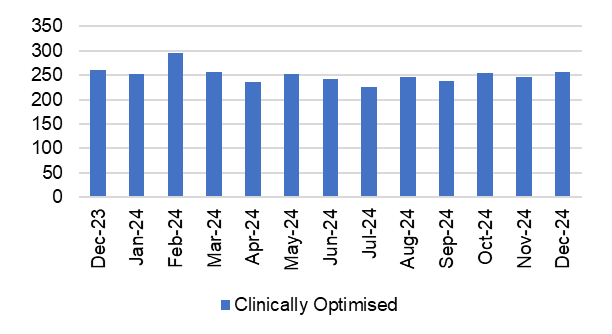 350
300
250
200
150
100
50
0
Dec-23
Jan-24
Feb-24
Mar-24
Apr-24
May-24
Jun-24
Jul-24
Aug-24
Sep-24
Oct-24
Nov-24
Dec-24
Clinically Optimised